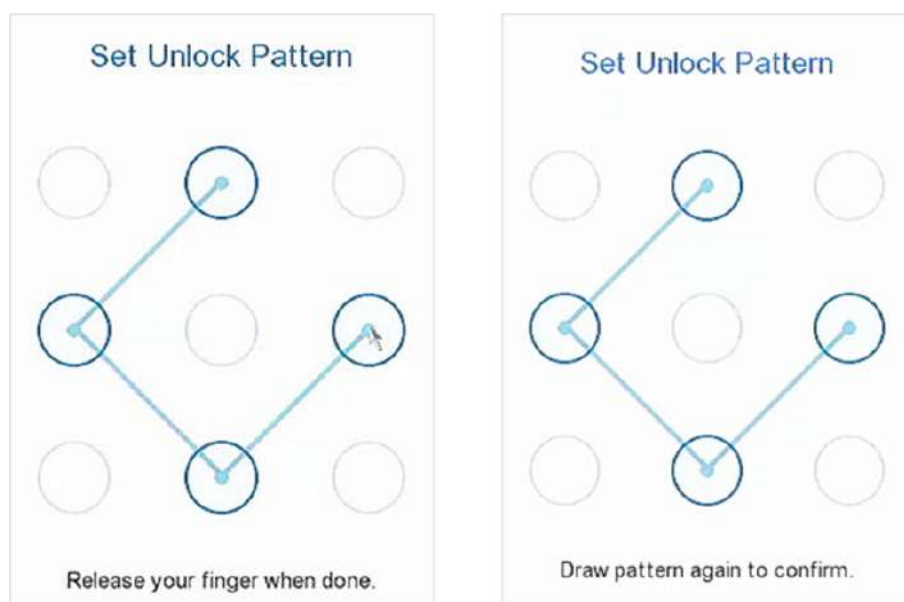 Set Unlock Pattern
Release your finger when done.
Set Unlock Pattern
Draw pattern again to confirm.